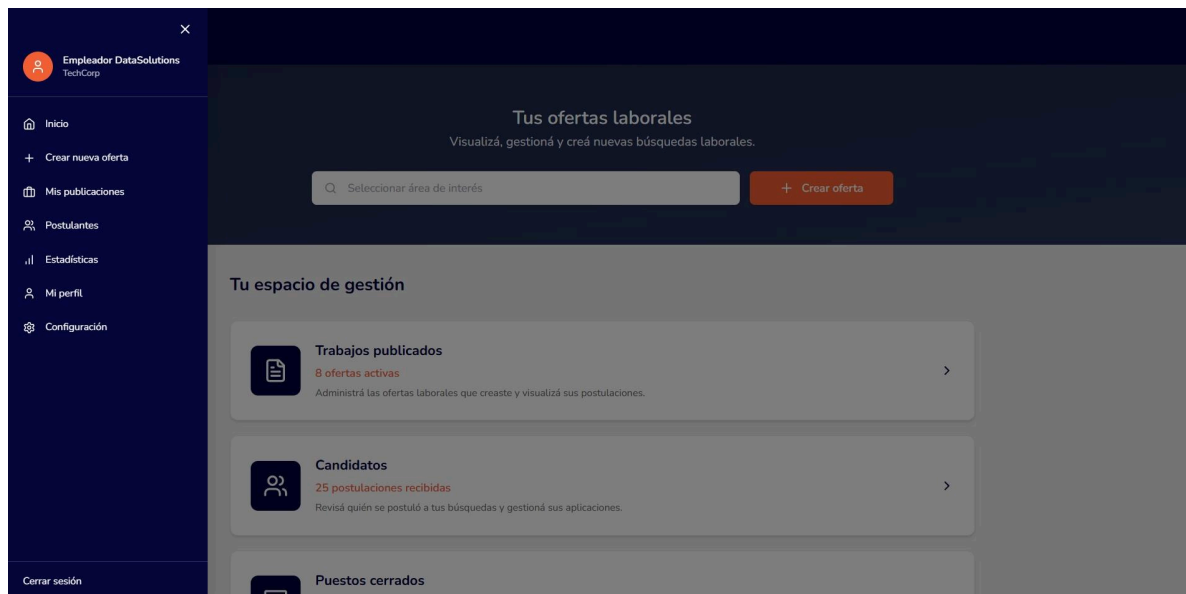 Empleador DataSolutions
TechCorp
Inicio
Crear nueva oferta
Mis publicaciones
Postulantes
Estadísticas
Mi perfil
Configuración
Cerrar sesión
Tus ofertas laborales
Visualizá, gestioná y creá nuevas búsquedas laborales.
Seleccionar área de interés
+ Crear oferta
Tu espacio de gestión
Trabajos publicados
8 ofertas activas
Administrá las ofertas laborales que creaste y visualizá sus postulaciones.
Candidatos
25 postulaciones recibidas
Revisá quién se postuló a tus búsquedas y gestioná sus aplicaciones.
Puestos cerrados